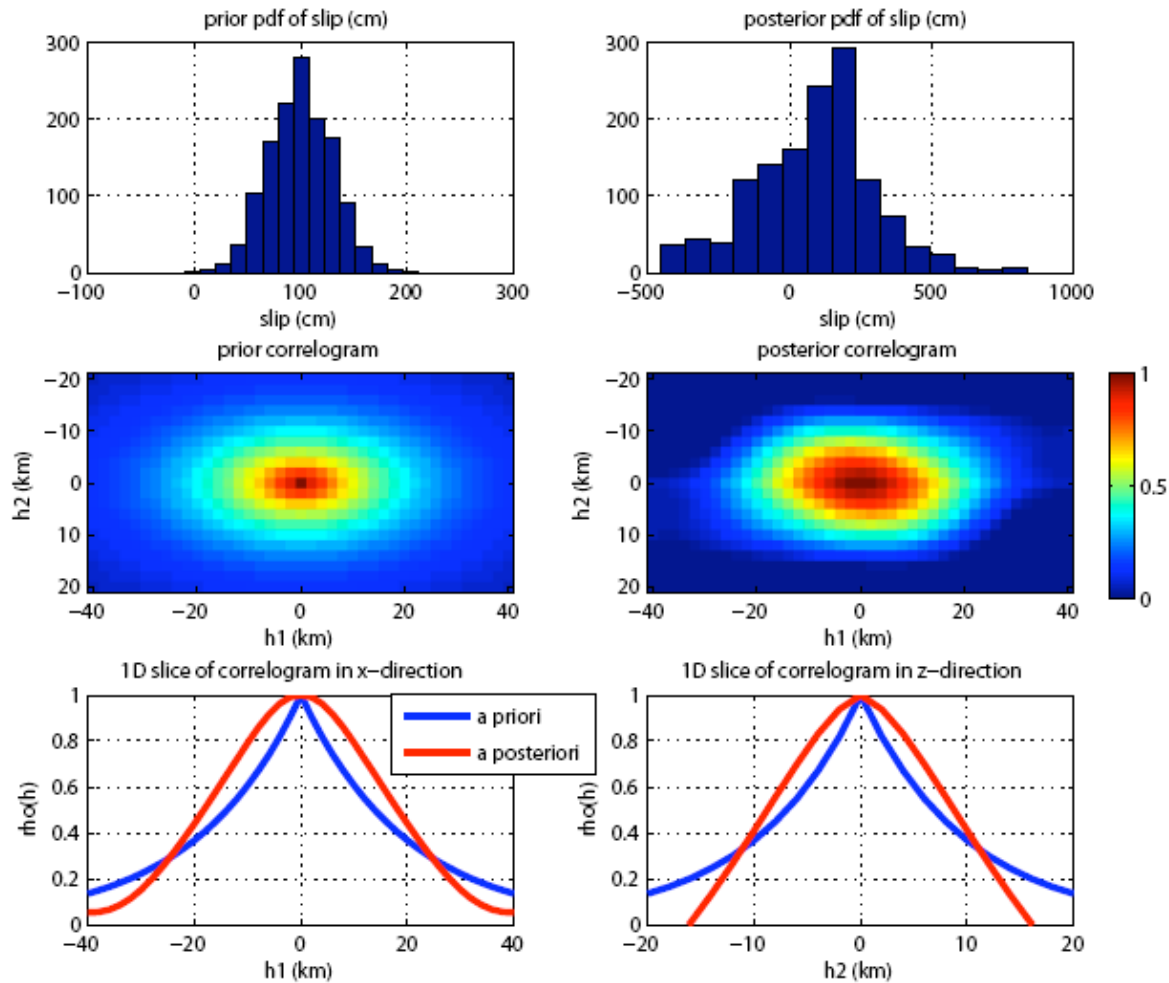 prior pdf of slip (cm)
300
200
100
0
−100 0 100 200 300
slip (cm)
posterior pdf of slip (cm)
300
200
100
0
−500 0 500 1000
slip (cm)
prior correlogram
−20
−10
0
10
20
h2 (km)
−40 −20 0 20 40
h1 (km)
posterior correlogram
−20
−10
0
10
20
h2 (km)
−40 −20 0 20 40
h1 (km)
1
0.5
0
1D slice of correlogram in x−direction
1
0.8
0.6
0.4
0.2
0
rho(h)
−40 −20 0 20 40
h1 (km)
a priori
a posteriori
1D slice of correlogram in z−direction
1
0.8
0.6
0.4
0.2
0
rho(h)
−20 −10 0 10 20
h2 (km)